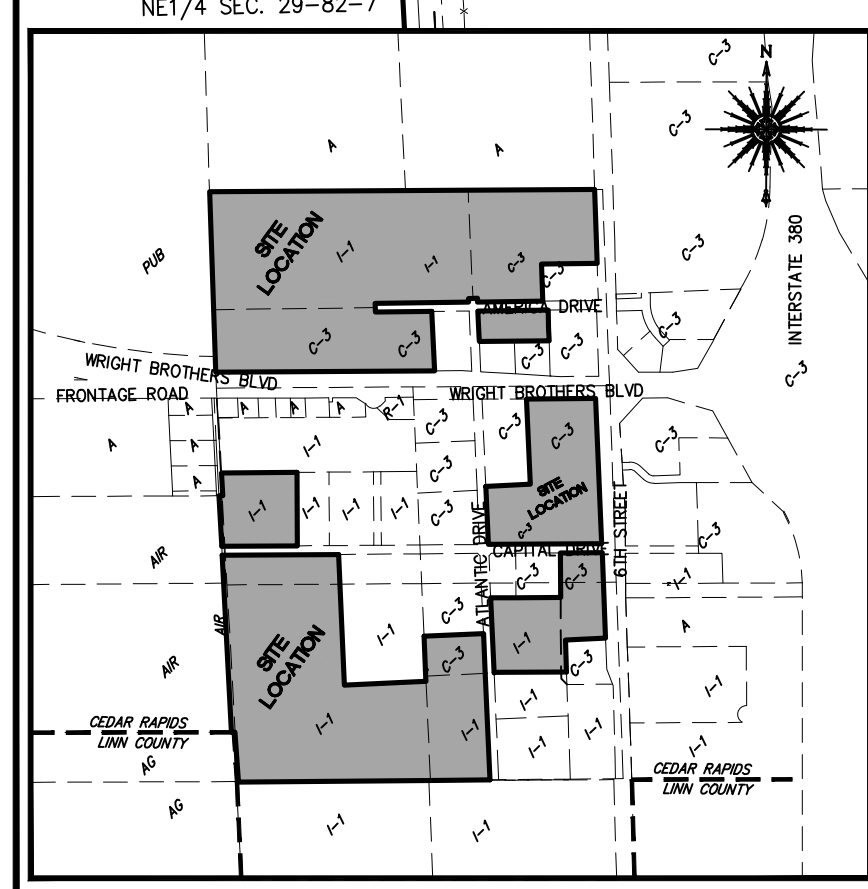 NE1/4 SEC. 29-82-7
C-3
N
A
A
C-3
PUB
SITE
LOCATION
I-1
I-1
C-3
C-3
C-3
INTERSTATE 380
AMERICA DRIVE
C-3
C-3
C-3
C-3
C-3
C-3
WRIGHT BROTHERS BLVD
FRONTAGE ROAD
WRIGHT BROTHERS BLVD
C-3
A
A
A
A
A
R-1
C-3
C-3
C-3
A
A
I-1
C-3
A
C-3
A
I-1
I-1
I-1
I-1
C-3
SITE
LOCATION
C-3
ATLANTIC DRIVE
6TH STREET
C-3
CAPITAL DRIVE
AIR
C-3
C-3
I-1
AIR
C-3
A
I-1
I-1
SITE
LOCATION
AIR
C-3
C-3
I-1
I-1
I-1
I-1
I-1
I-1
I-1
CEDAR RAPIDS
LINN COUNTY
AG
CEDAR RAPIDS
LINN COUNTY
AG
I-1
I-1